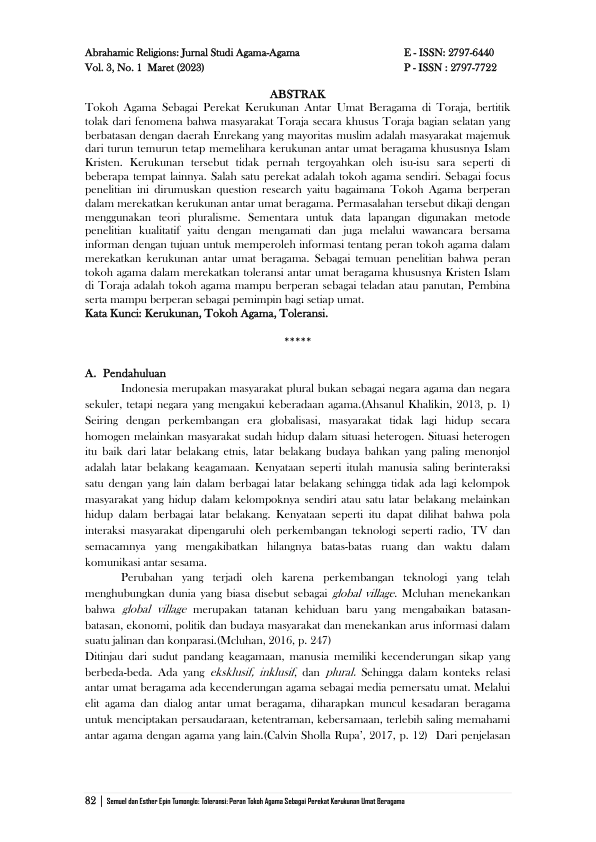 Abrahamic Religions: Jurnal Studi Agama-Agama E - ISSN: 2797-6440
Vol. 3, No. 1 Maret (2023) P - ISSN : 2797-7722
ABSTRAK
Tokoh Agama Sebagai Perekat Kerukunan Antar Umat Beragama di Toraja, bertitik
tolak dari fenomena bahwa masyarakat Toraja secara khusus Toraja bagian selatan yang
berbatasan dengan daerah Enrekang yang mayoritas muslim adalah masyarakat majemuk
dari turun temurun tetap memelihara kerukunan antar umat beragama khususnya Islam
Kristen. Kerukunan tersebut tidak pernah tergoyahkan oleh isu-isu sara seperti di
beberapa tempat lainnya. Salah satu perekat adalah tokoh agama sendiri. Sebagai focus
penelitian ini dirumuskan question research yaitu bagaimana Tokoh Agama berperan
dalam merekatkan kerukunan antar umat beragama. Permasalahan tersebut dikaji dengan
menggunakan teori pluralisme. Sementara untuk data lapangan digunakan metode
penelitian kualitatif yaitu dengan mengamati dan juga melalui wawancara bersama
informan dengan tujuan untuk memperoleh informasi tentang peran tokoh agama dalam
merekatkan kerukunan antar umat beragama. Sebagai temuan penelitian bahwa peran
tokoh agama dalam merekatkan toleransi antar umat beragama khususnya Kristen Islam
di Toraja adalah tokoh agama mampu berperan sebagai teladan atau panutan, Pembina
serta mampu berperan sebagai pemimpin bagi setiap umat.
Kata Kunci: Kerukunan, Tokoh Agama, Toleransi.
*****
A. Pendahuluan
Indonesia merupakan masyarakat plural bukan sebagai negara agama dan negara
sekuler, tetapi negara yang mengakui keberadaan agama.(Ahsanul Khalikin, 2013, p. 1)
Seiring dengan perkembangan era globalisasi, masyarakat tidak lagi hidup secara
homogen melainkan masyarakat sudah hidup dalam situasi heterogen. Situasi heterogen
itu baik dari latar belakang etnis, latar belakang budaya bahkan yang paling menonjol
adalah latar belakang keagamaan. Kenyataan seperti itulah manusia saling berinteraksi
satu dengan yang lain dalam berbagai latar belakang sehingga tidak ada lagi kelompok
masyarakat yang hidup dalam kelompoknya sendiri atau satu latar belakang melainkan
hidup dalam berbagai latar belakang. Kenyataan seperti itu dapat dilihat bahwa pola
interaksi masyarakat dipengaruhi oleh perkembangan teknologi seperti radio, TV dan
semacamnya yang mengakibatkan hilangnya batas-batas ruang dan waktu dalam
komunikasi antar sesama.
Perubahan yang terjadi oleh karena perkembangan teknologi yang telah
menghubungkan dunia yang biasa disebut sebagai global village. Mcluhan menekankan
bahwa global village merupakan tatanan kehiduan baru yang mengabaikan batasan-
batasan, ekonomi, politik dan budaya masyarakat dan menekankan arus informasi dalam
suatu jalinan dan konparasi.(Mcluhan, 2016, p. 247)
Ditinjau dari sudut pandang keagamaan, manusia memiliki kecenderungan sikap yang
berbeda-beda. Ada yang eksklusif, inklusif, dan plural. Sehingga dalam konteks relasi
antar umat beragama ada kecenderungan agama sebagai media pemersatu umat. Melalui
elit agama dan dialog antar umat beragama, diharapkan muncul kesadaran beragama
untuk menciptakan persaudaraan, ketentraman, kebersamaan, terlebih saling memahami
antar agama dengan agama yang lain.(Calvin Sholla Rupa', 2017, p. 12) Dari penjelasan
82 | Semuel dan Esther Epin Tumonglo: Toleransi: Peran Tokoh Agama Sebagai Perekat Kerukunan Umat Beragama